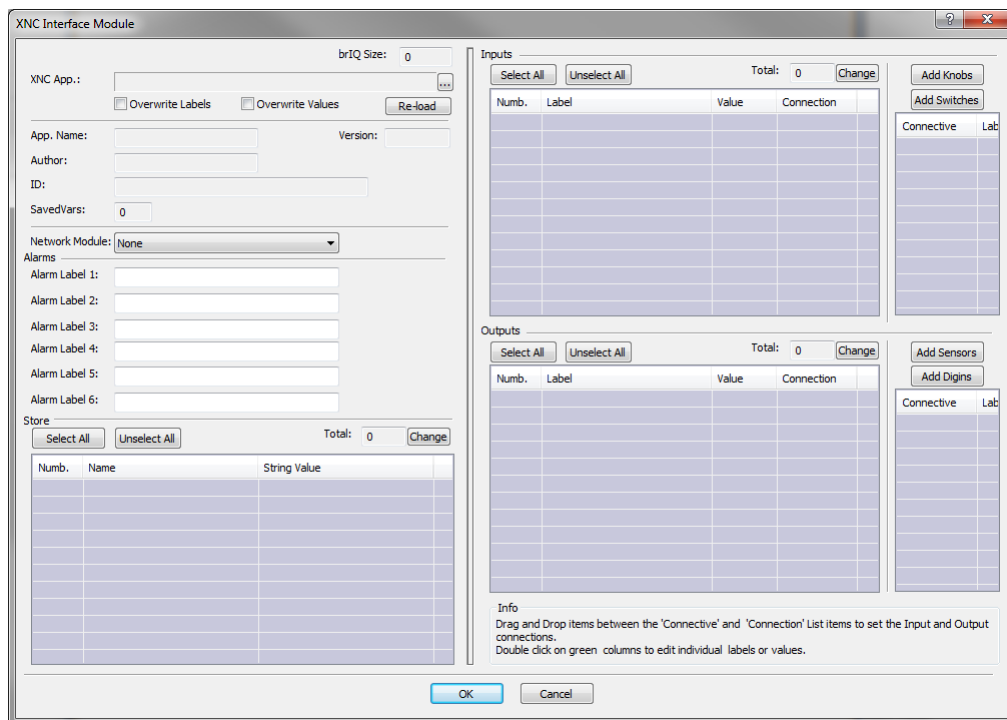 XNC Interface Module
brIQ Size: 0
XNC App.: ...
Overwrite Labels Overwrite Values Re-load
App. Name: Version:
Author:
ID:
SavedVars: 0
Network Module: None
Alarms
Alarm Label 1:
Alarm Label 2:
Alarm Label 3:
Alarm Label 4:
Alarm Label 5:
Alarm Label 6:
Store
Select All Unselect All Total: 0 Change
Numb. Name String Value
Inputs
Select All Unselect All Total: 0 Change
Numb. Label Value Connection
Add Knobs
Add Switches
Connective Lab
Outputs
Select All Unselect All Total: 0 Change
Numb. Label Value Connection
Add Sensors
Add Digins
Connective Lab
Info
Drag and Drop items between the 'Connective' and 'Connection' List items to set the Input and Output
connections.
Double click on green columns to edit individual labels or values.
OK Cancel